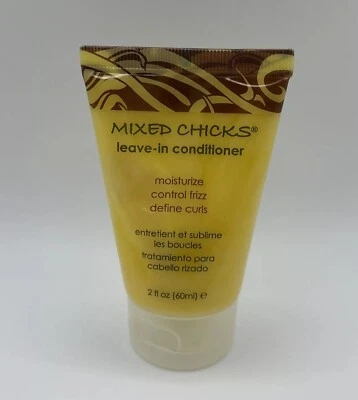 MIXED CHICKS®
leave-in conditioner
moisturize
control frizz
define curls
entretient et sublime
les boucles
tratamiento para
cabello rizado
2 fl oz (60ml) ℮